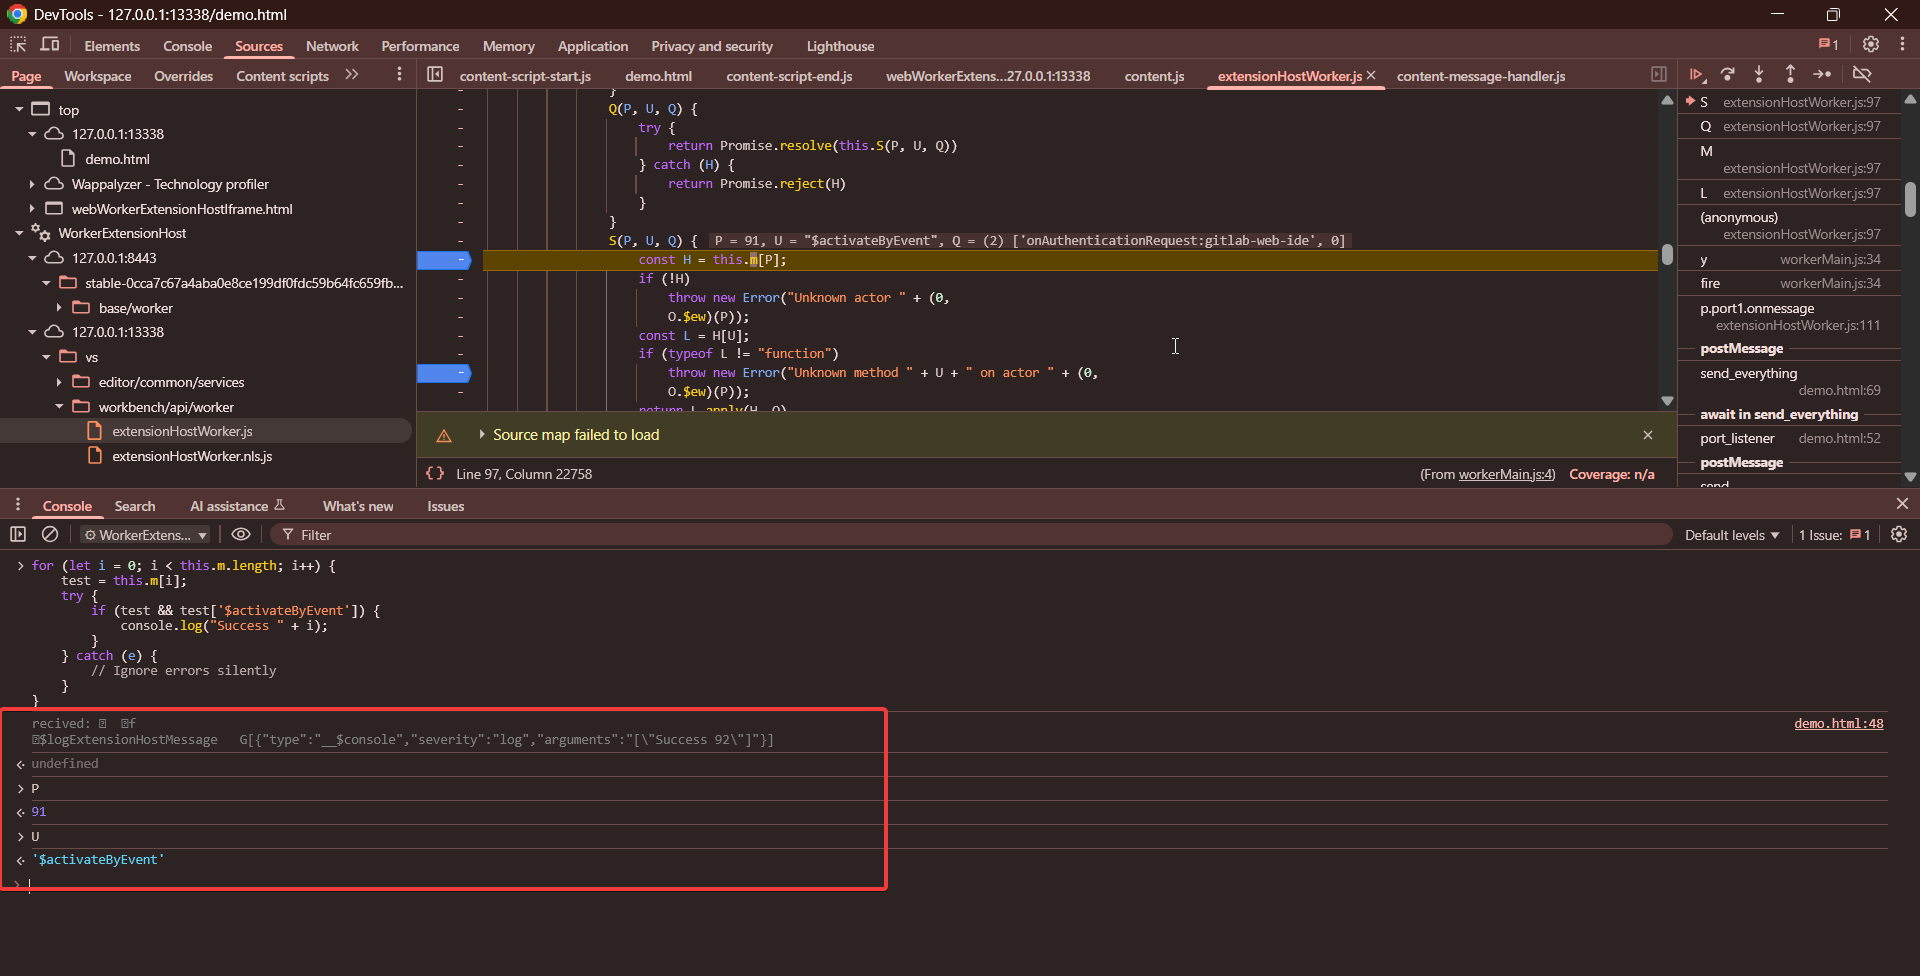 DevTools - 127.0.0.1:13338/demo.html
Elements Console Sources Network Performance Memory Application Privacy and security Lighthouse 1
Page Workspace Overrides Content scripts
content-script-start.js demo.html content-script-end.js webWorkerExtens...27.0.0.1:13338 content.js extensionHostWorker.js content-message-handler.js
top
127.0.0.1:13338
demo.html
Wappalyzer - Technology profiler
webWorkerExtensionHostIframe.html
WorkerExtensionHost
127.0.0.1:8443
stable-0cca7c67a4aba0e8ce199df0fdc59b64fc659fb...
base/worker
127.0.0.1:13338
vs
editor/common/services
workbench/api/worker
extensionHostWorker.js
extensionHostWorker.nls.js
}
Q(P, U, Q) {
try {
return Promise.resolve(this.S(P, U, Q))
} catch (H) {
return Promise.reject(H)
}
}
S(P, U, Q) { P = 91, U = "$activateByEvent", Q = (2) ['onAuthenticationRequest:gitlab-web-ide', 0]
const H = this.m[P];
if (!H)
throw new Error("Unknown actor " + (0,
O.$ew)(P));
const L = H[U];
if (typeof L != "function")
throw new Error("Unknown method " + U + " on actor " + (0,
O.$ew)(P));
return L.apply(H, Q)
Source map failed to load
{} Line 97, Column 22758 (From workerMain.js:4) Coverage: n/a
S extensionHostWorker.js:97
Q extensionHostWorker.js:97
M
extensionHostWorker.js:97
L extensionHostWorker.js:97
(anonymous)
extensionHostWorker.js:97
y workerMain.js:34
fire workerMain.js:34
p.port1.onmessage
extensionHostWorker.js:111
postMessage
send_everything
demo.html:69
await in send_everything
port_listener demo.html:52
postMessage
send
Console Search AI assistance What's new Issues
WorkerExtens... Filter Default levels 1 Issue: 1
for (let i = 0; i < this.m.length; i++) {
test = this.m[i];
try {
if (test && test['$activateByEvent']) {
console.log("Success " + i);
}
} catch (e) {
// Ignore errors silently
}
}
recived: f demo.html:48
$logExtensionHostMessage G[{"type":"__$console","severity":"log","arguments":"[\"Success 92\"]"}]
undefined
P
91
U
'$activateByEvent'